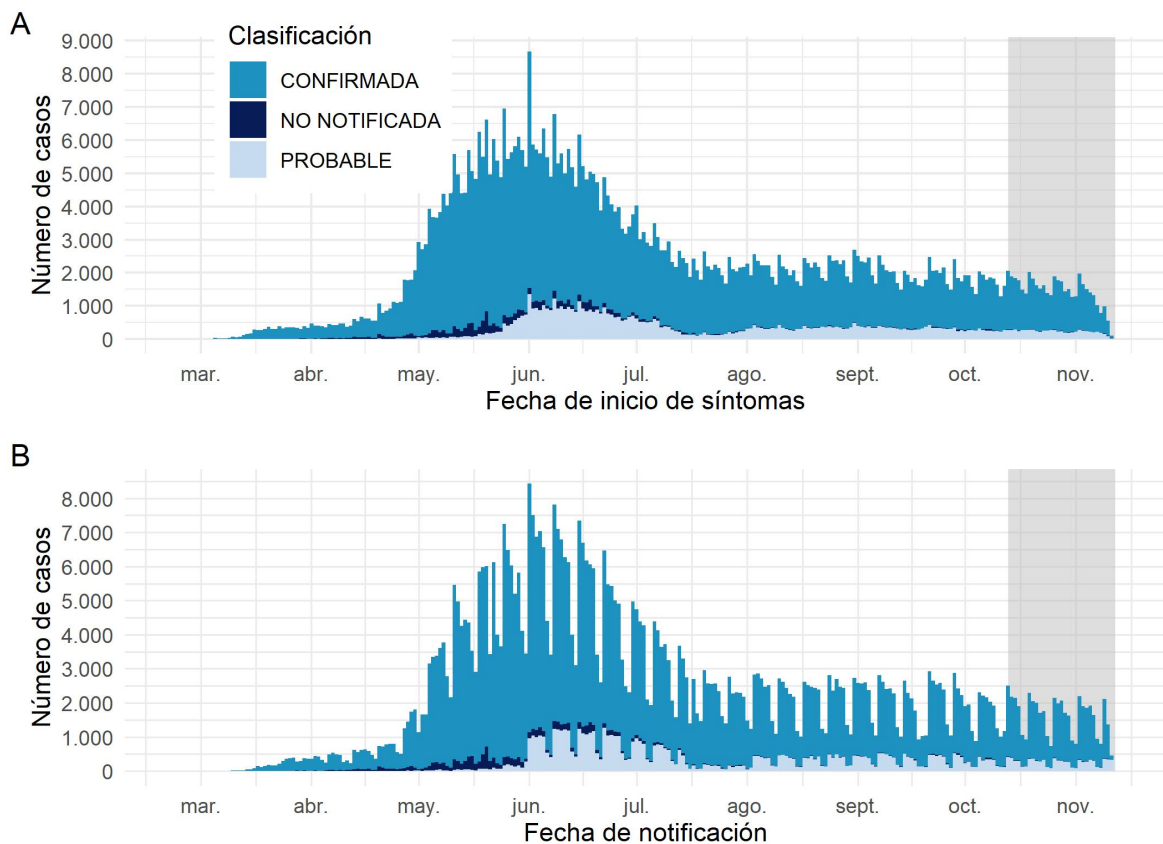 A
Clasificación
CONFIRMADA
NO NOTIFICADA
PROBABLE
Número de casos
9.000
8.000
7.000
6.000
5.000
4.000
3.000
2.000
1.000
0
mar. abr. may. jun. jul. ago. sept. oct. nov.
Fecha de inicio de síntomas
B
Número de casos
8.000
7.000
6.000
5.000
4.000
3.000
2.000
1.000
0
mar. abr. may. jun. jul. ago. sept. oct. nov.
Fecha de notificación